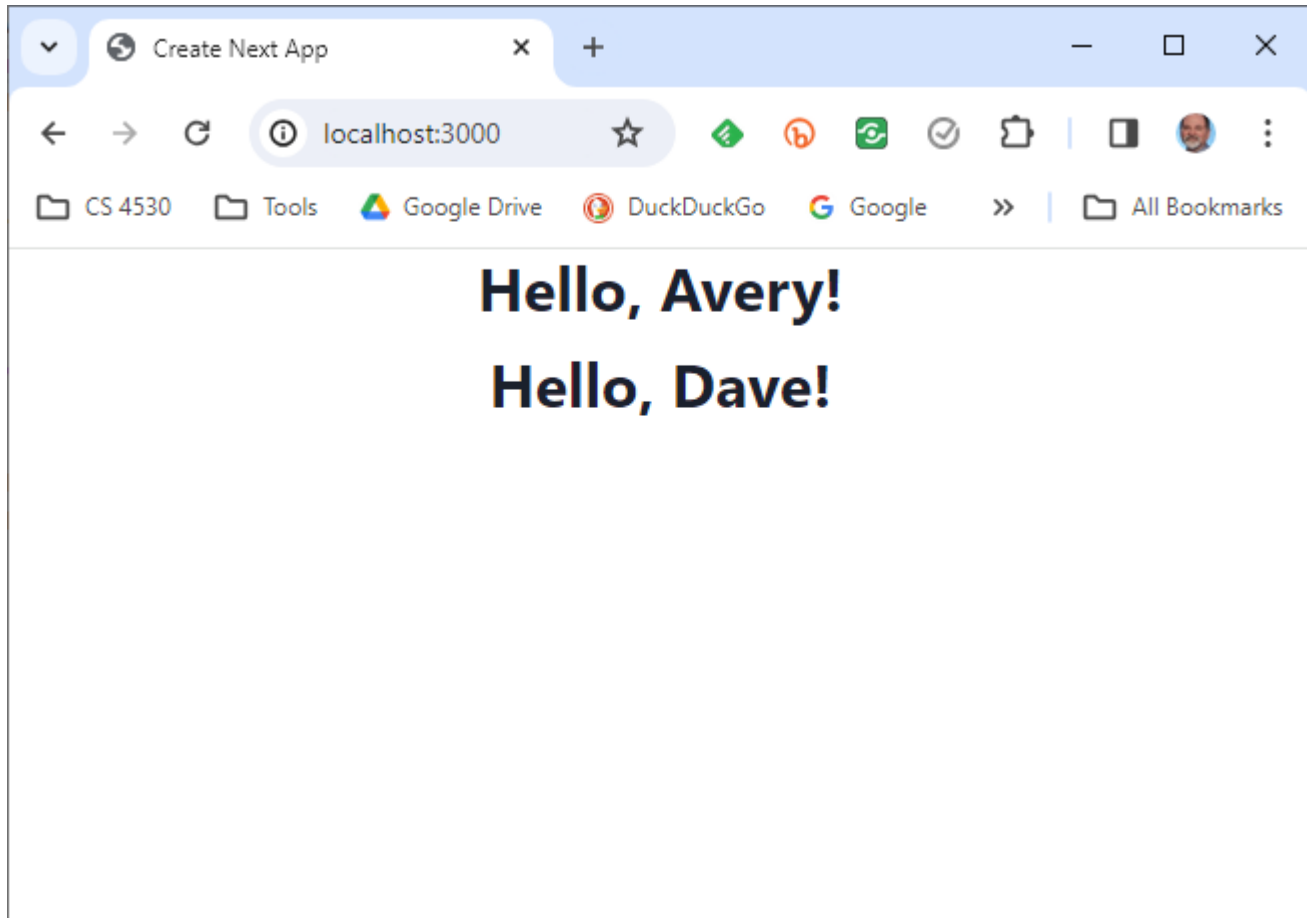 Create Next App
localhost:3000
CS 4530 Tools Google Drive DuckDuckGo Google All Bookmarks
Hello, Avery!
Hello, Dave!